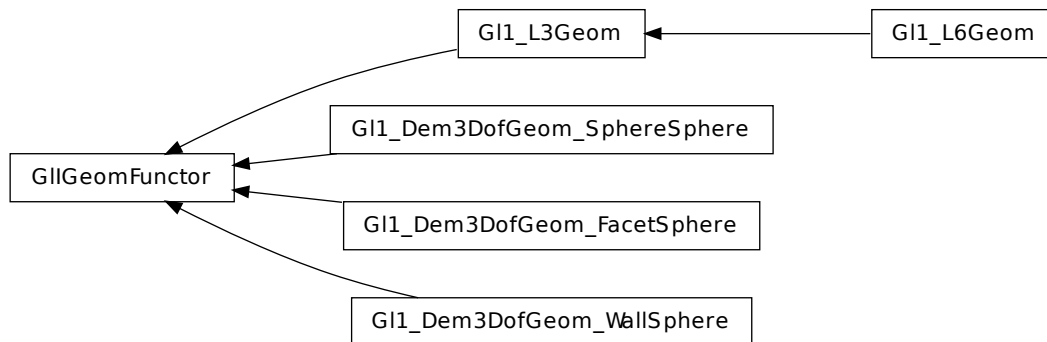 Gl1_L3Geom
Gl1_L6Geom
Gl1_Dem3DofGeom_SphereSphere
GlIGeomFunctor
Gl1_Dem3DofGeom_FacetSphere
Gl1_Dem3DofGeom_WallSphere